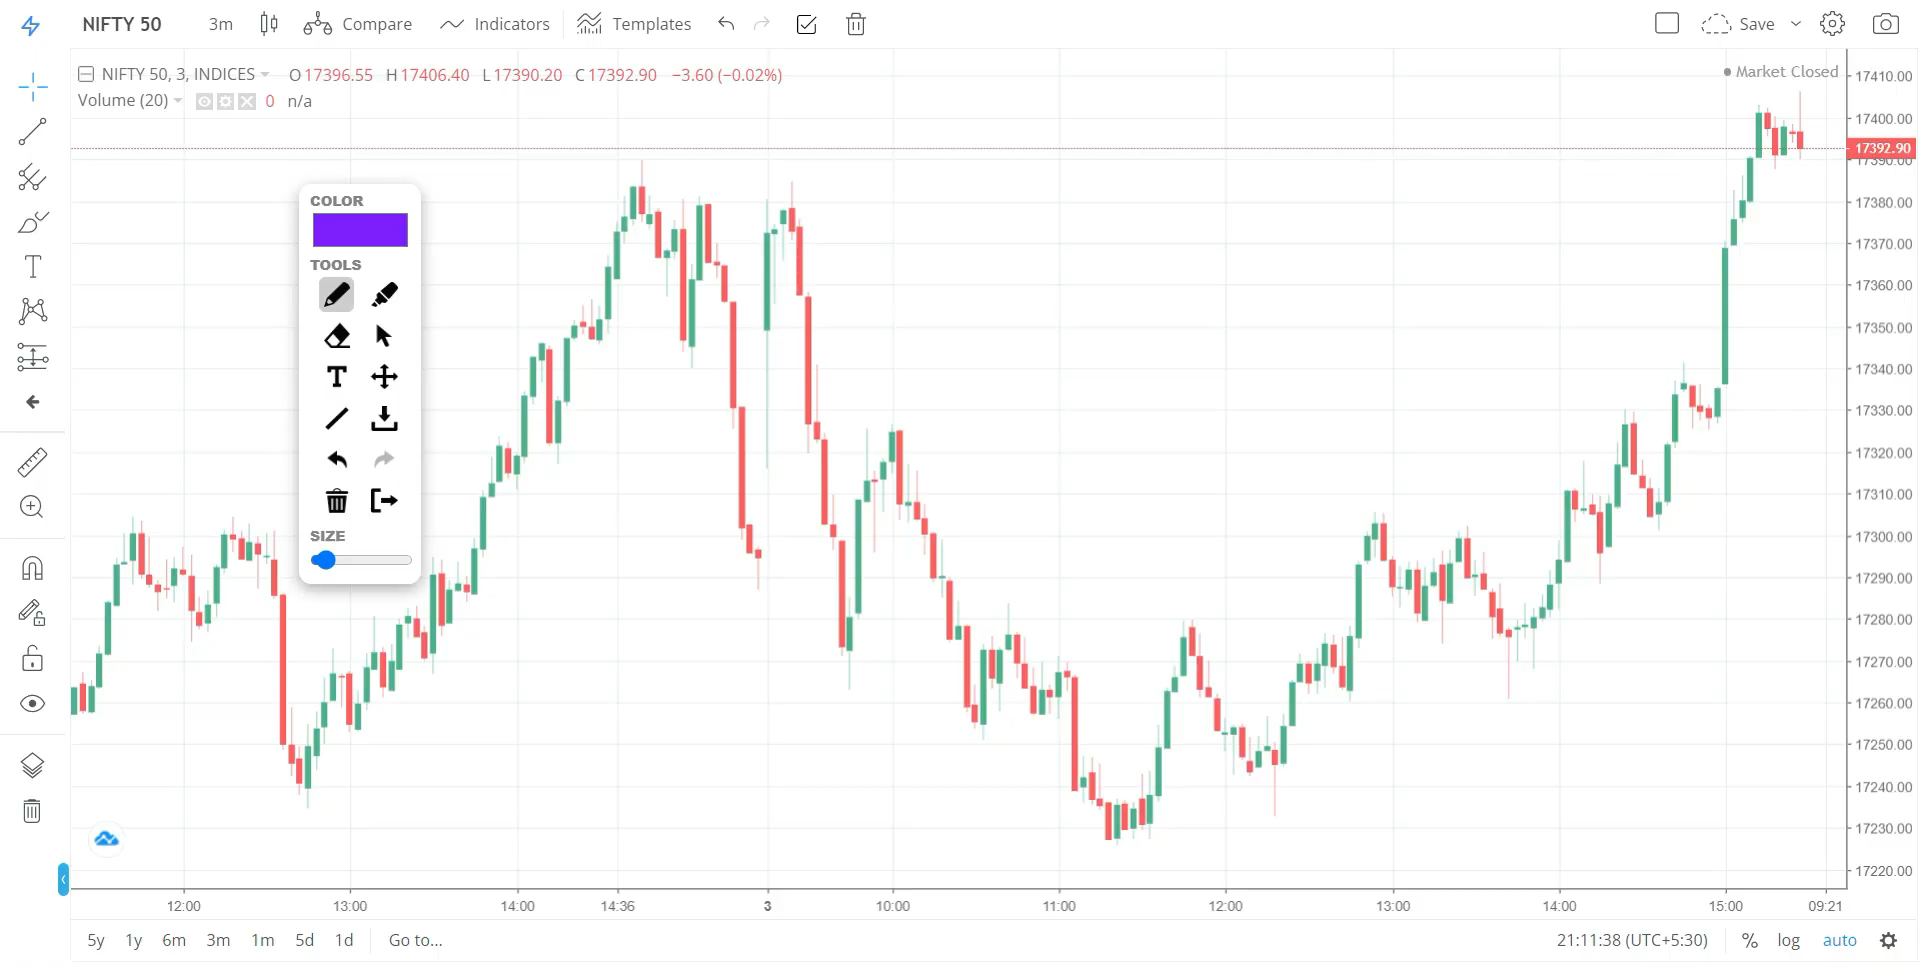 NIFTY 50 3m Compare Indicators Templates Save
NIFTY 50, 3, INDICES O17396.55 H17406.40 L17390.20 C17392.90 −3.60 (−0.02%)
Market Closed
Volume (20) 0 n/a
COLOR
TOOLS
SIZE
17410.00
17400.00
17392.90
17390.00
17380.00
17370.00
17360.00
17350.00
17340.00
17330.00
17320.00
17310.00
17300.00
17290.00
17280.00
17270.00
17260.00
17250.00
17240.00
17230.00
17220.00
12:00 13:00 14:00 14:36 3 10:00 11:00 12:00 13:00 14:00 15:00 09:21
5y 1y 6m 3m 1m 5d 1d Go to... 21:11:38 (UTC+5:30) % log auto